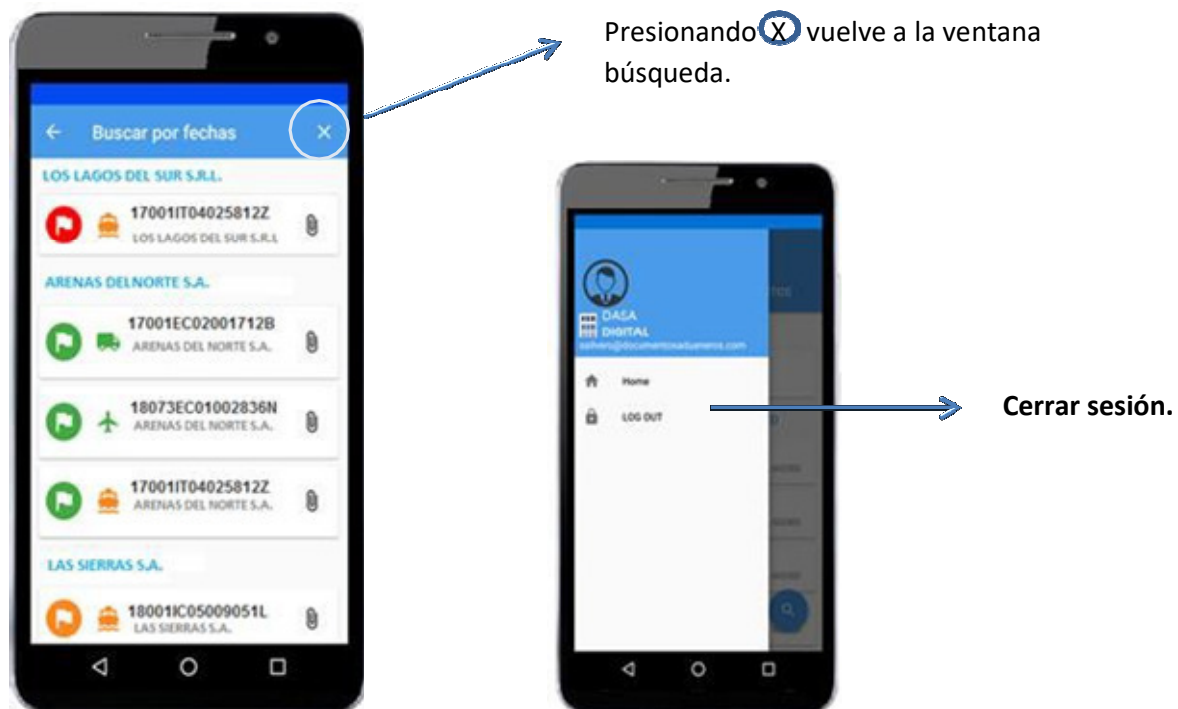 Presionando X vuelve a la ventana
búsqueda.
Buscar por fechas
LOS LAGOS DEL SUR S.R.L.
17001IT04025812Z
LOS LAGOS DEL SUR S.R.L
ARENAS DELNORTE S.A.
17001EC02001712B
ARENAS DEL NORTE S.A.
18073EC01002836N
ARENAS DEL NORTE S.A.
17001IT04025812Z
ARENAS DEL NORTE S.A.
LAS SIERRAS S.A.
18001IC05009051L
LAS SIERRAS S.A.
DASA
DIGITAL
Home
LOG OUT
Cerrar sesión.